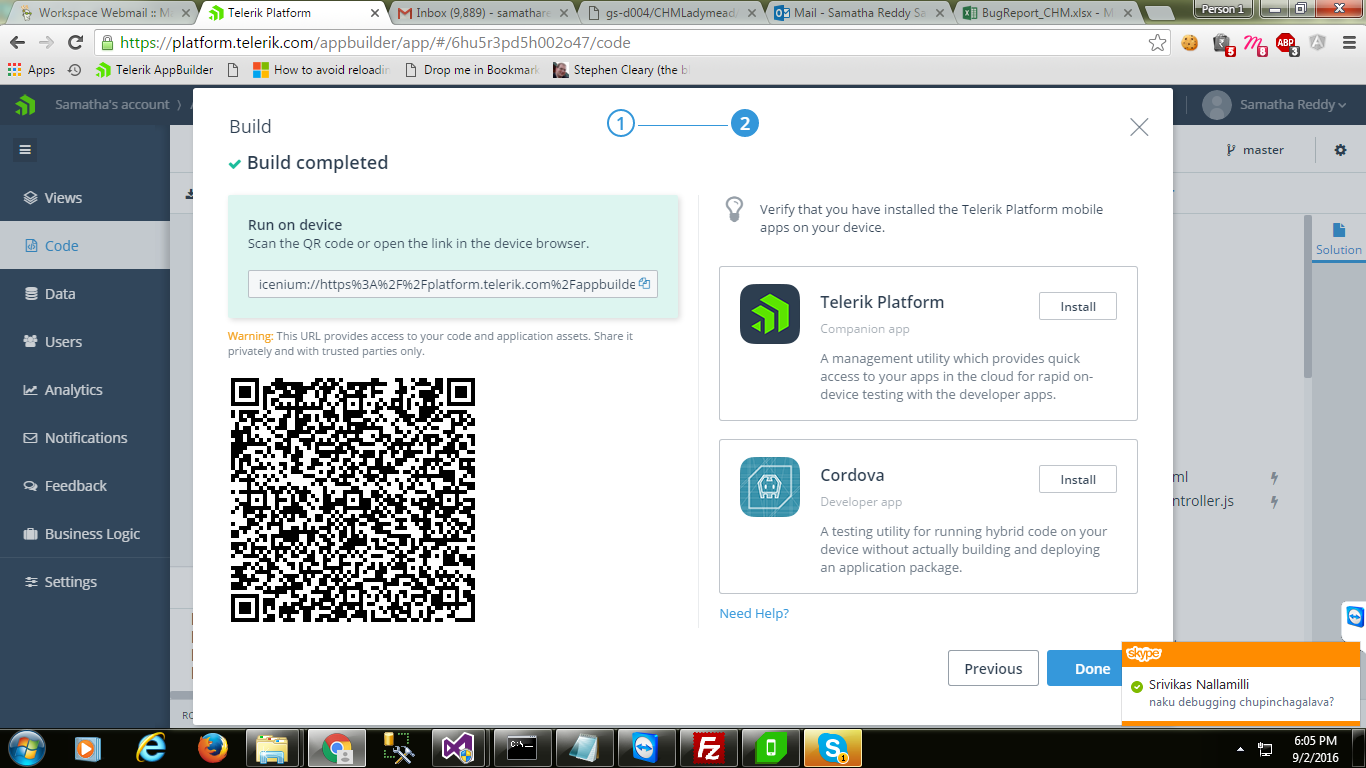 Workspace Webmail :: M
Telerik Platform
Inbox (9,889) - samathare
gs-d004/CHMLadymead
Mail - Samatha Reddy Sa
BugReport_CHM.xlsx - M
Person 1
https://platform.telerik.com/appbuilder/app/#/6hu5r3pd5h002o47/code
5
8
ABP
3
Apps
Telerik AppBuilder
How to avoid reloadin
Drop me in Bookmark
Stephen Cleary (the b
Samatha's account
Samatha Reddy
Build
1
2
Build completed
master
Views
Code
Data
Users
Analytics
Notifications
Feedback
Business Logic
Settings
Run on device
Scan the QR code or open the link in the device browser.
icenium://https%3A%2F%2Fplatform.telerik.com%2Fappbuilde
Warning: This URL provides access to your code and application assets. Share it
privately and with trusted parties only.
Verify that you have installed the Telerik Platform mobile
apps on your device.
Telerik Platform
Install
Companion app
A management utility which provides quick
access to your apps in the cloud for rapid on-
device testing with the developer apps.
Cordova
Install
Developer app
A testing utility for running hybrid code on your
device without actually building and deploying
an application package.
Need Help?
Previous
Done
Solution
ml
ntroller.js
skype
Srivikas Nallamilli
naku debugging chupinchagalava?
RO
C:\_
1
6:05 PM
9/2/2016